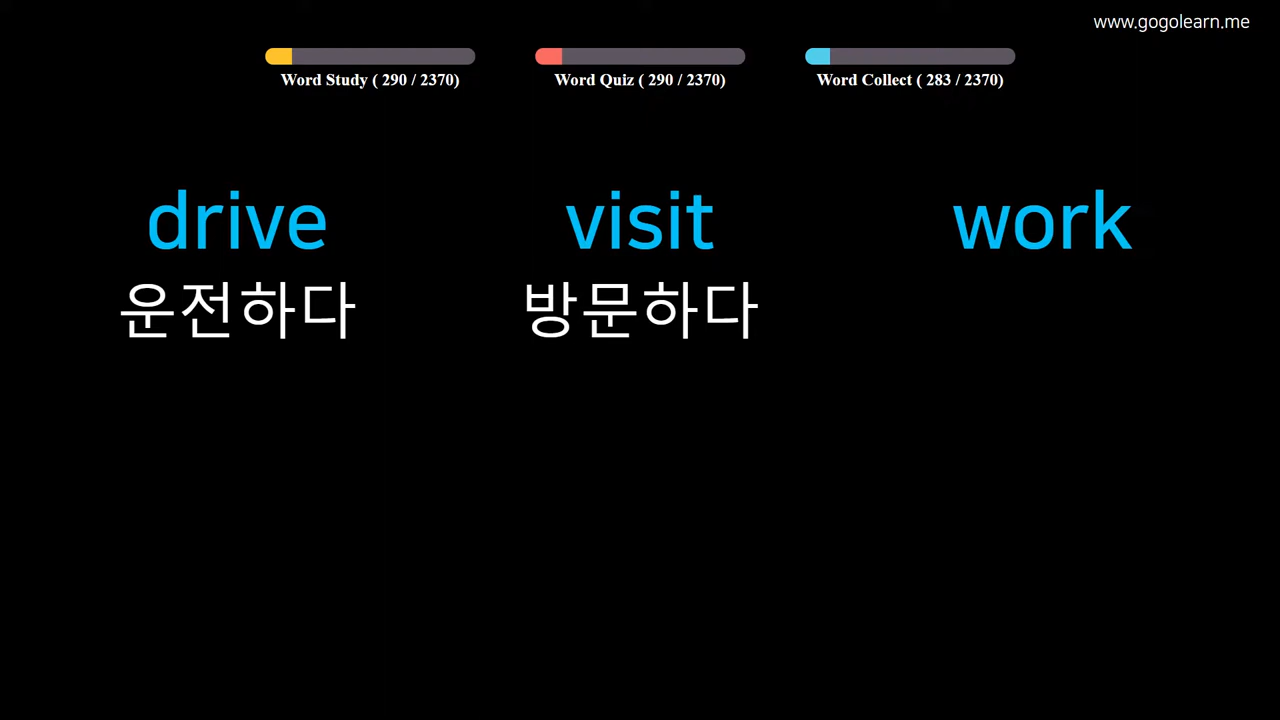 www.gogolearn.me
Word Study ( 290 / 2370)
Word Quiz ( 290 / 2370)
Word Collect ( 283 / 2370)
drive visit work
운전하다 방문하다